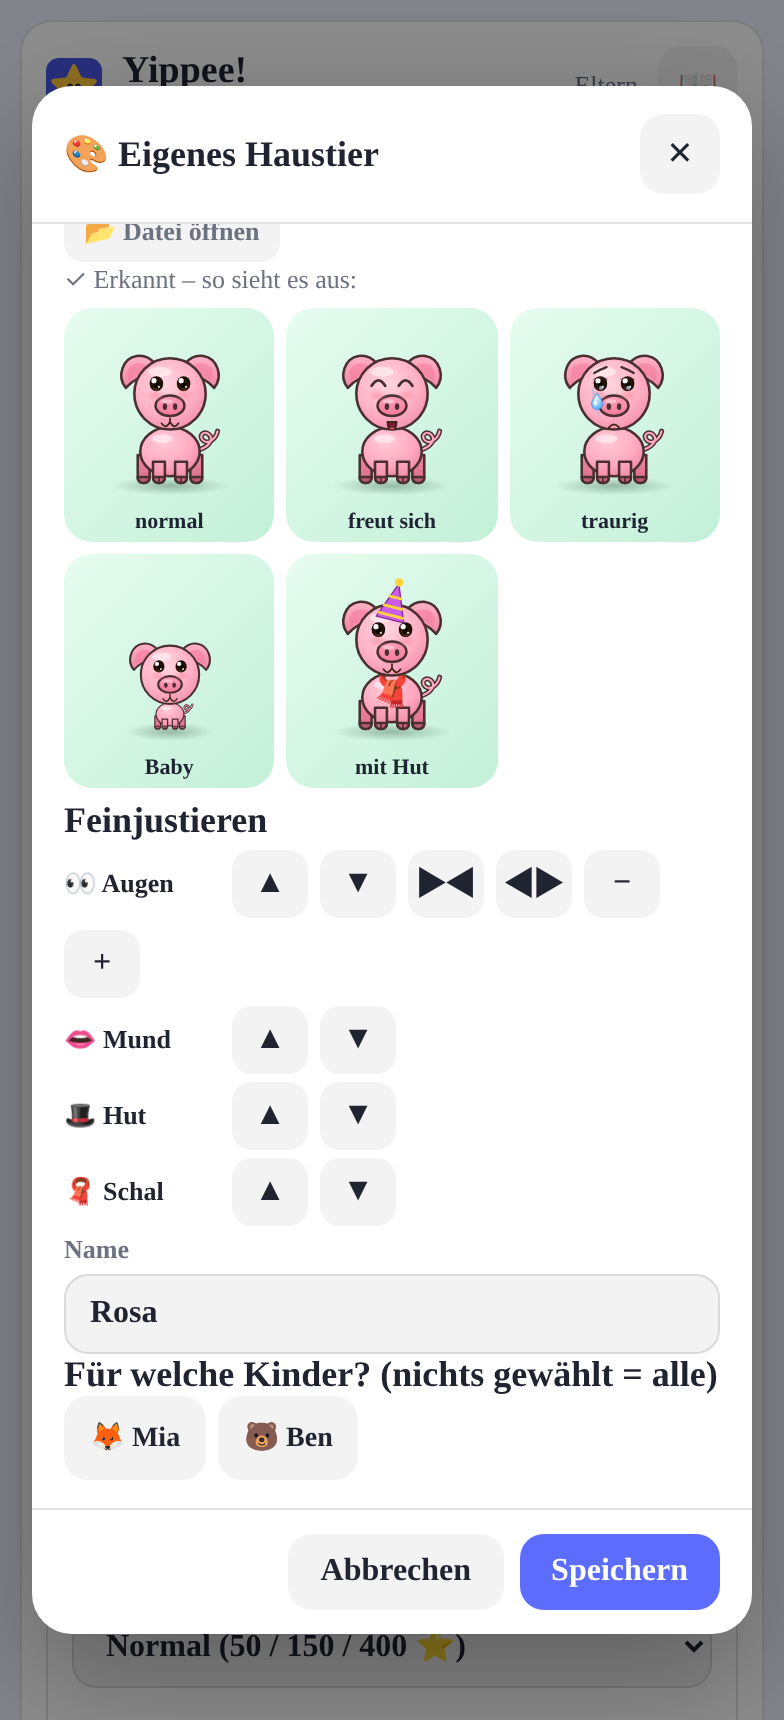 Yippee!
Eltern
🎨 Eigenes Haustier ✕
📂 Datei öffnen
✓ Erkannt – so sieht es aus:
normal freut sich traurig
Baby mit Hut
Feinjustieren
👀 Augen ▲ ▼ ▶◀ ◀▶ −
+
👄 Mund ▲ ▼
🎩 Hut ▲ ▼
🧣 Schal ▲ ▼
Name
Rosa
Für welche Kinder? (nichts gewählt = alle)
🦊 Mia 🐻 Ben
Abbrechen Speichern
Normal (50 / 150 / 400 ⭐)